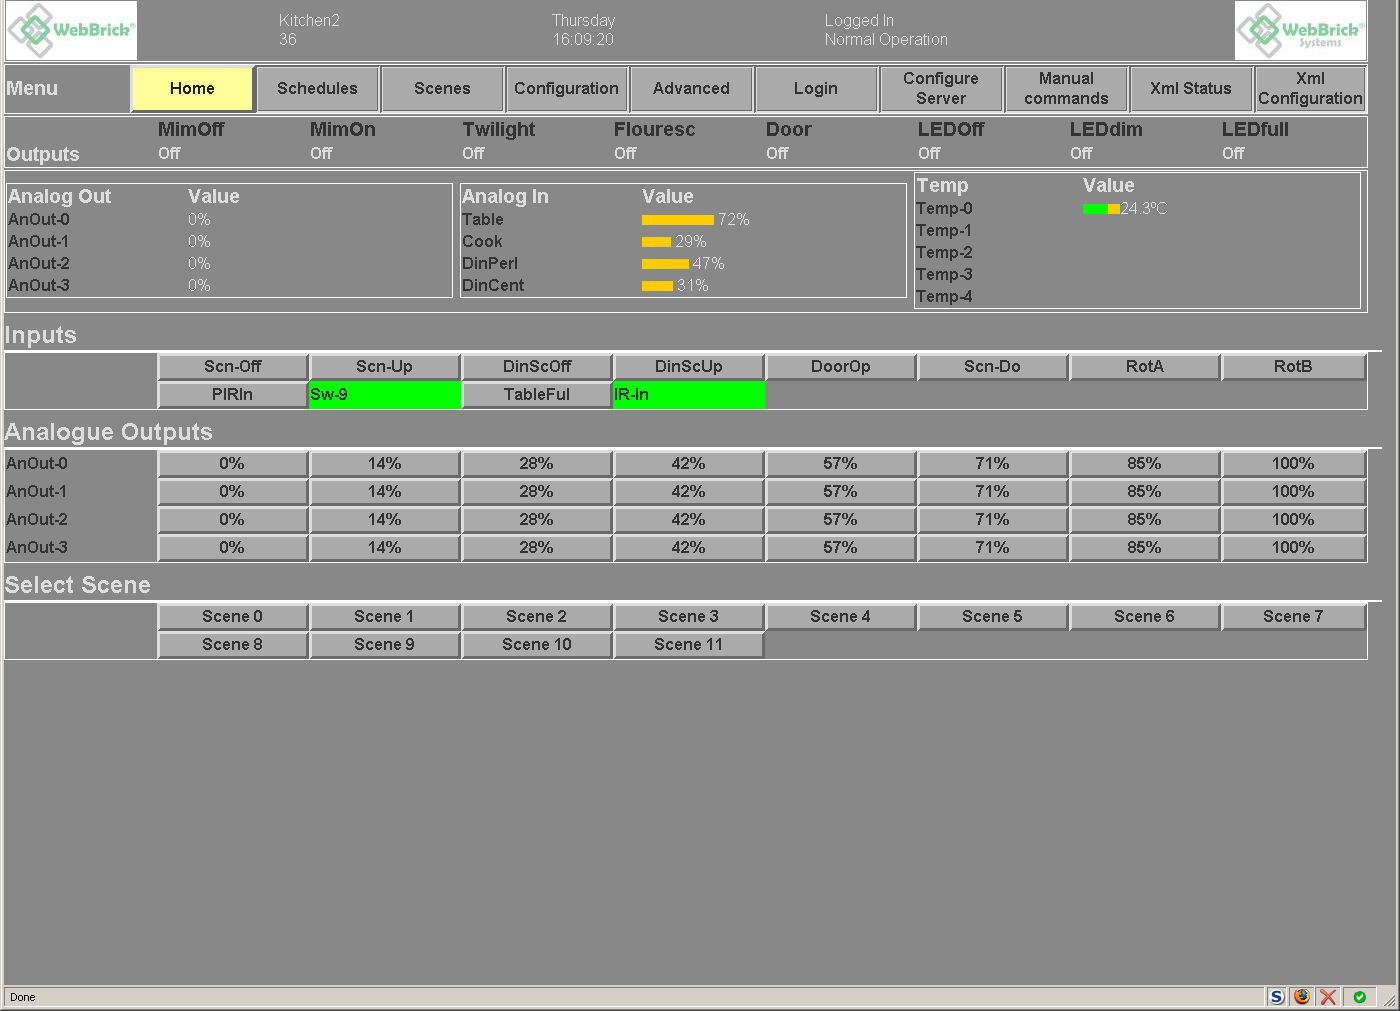 WebBrick®
Kitchen2
36
Thursday
16:09:20
Logged In
Normal Operation
WebBrick®
Systems
Menu
Home
Schedules
Scenes
Configuration
Advanced
Login
Configure
Server
Manual
commands
Xml Status
Xml
Configuration
MimOff MimOn Twilight Flouresc Door LEDOff LEDdim LEDfull
Outputs Off Off Off Off Off Off Off Off
Analog Out Value
AnOut-0 0%
AnOut-1 0%
AnOut-2 0%
AnOut-3 0%
Analog In Value
Table 72%
Cook 29%
DinPerl 47%
DinCent 31%
Temp Value
Temp-0 24.3ºC
Temp-1
Temp-2
Temp-3
Temp-4
Inputs
Scn-Off Scn-Up DinScOff DinScUp DoorOp Scn-Do RotA RotB
PIRIn Sw-9 TableFul IR-In
Analogue Outputs
AnOut-0 0% 14% 28% 42% 57% 71% 85% 100%
AnOut-1 0% 14% 28% 42% 57% 71% 85% 100%
AnOut-2 0% 14% 28% 42% 57% 71% 85% 100%
AnOut-3 0% 14% 28% 42% 57% 71% 85% 100%
Select Scene
Scene 0 Scene 1 Scene 2 Scene 3 Scene 4 Scene 5 Scene 6 Scene 7
Scene 8 Scene 9 Scene 10 Scene 11
Done
S